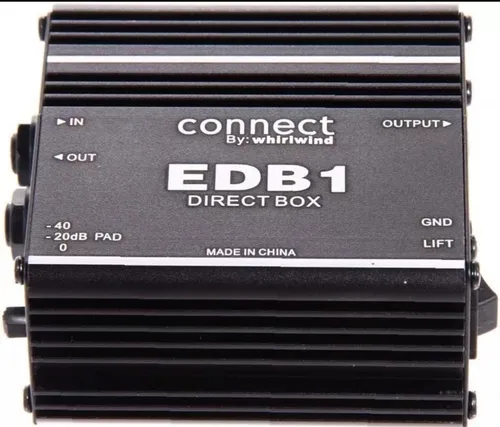 ▸IN
◂OUT
connect
By: whirlwind
OUTPUT▸
EDB1
DIRECT BOX
-40
-20dB PAD
0
GND
LIFT
MADE IN CHINA